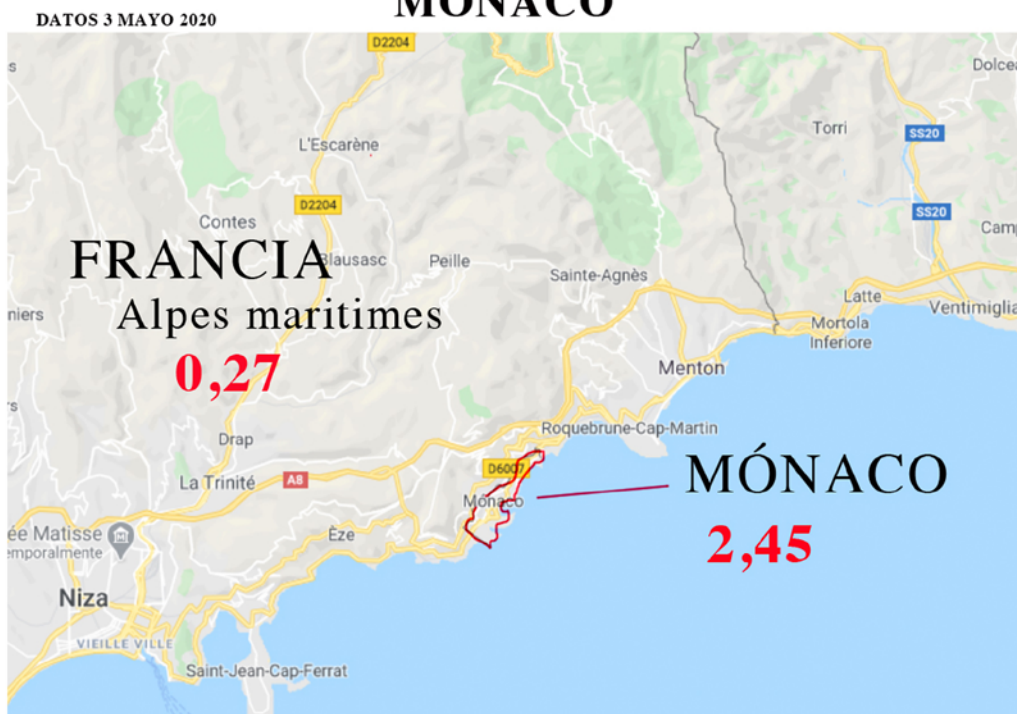 MÓNACO
DATOS 3 MAYO 2020
D2204
Dolcea
Torri
SS20
L'Escarène
D2204
SS20
Contes
Camp
FRANCIA
Blausasc
Peille
Sainte-Agnès
Alpes maritimes
niers
Latte
Ventimiglia
Mortola
Inferiore
0,27
Menton
Drap
Roquebrune-Cap-Martin
La Trinité
A8
D6007
MÓNACO
Mónaco
ée Matisse
emporalmente
Èze
2,45
Niza
VIEILLE VILLE
Saint-Jean-Cap-Ferrat